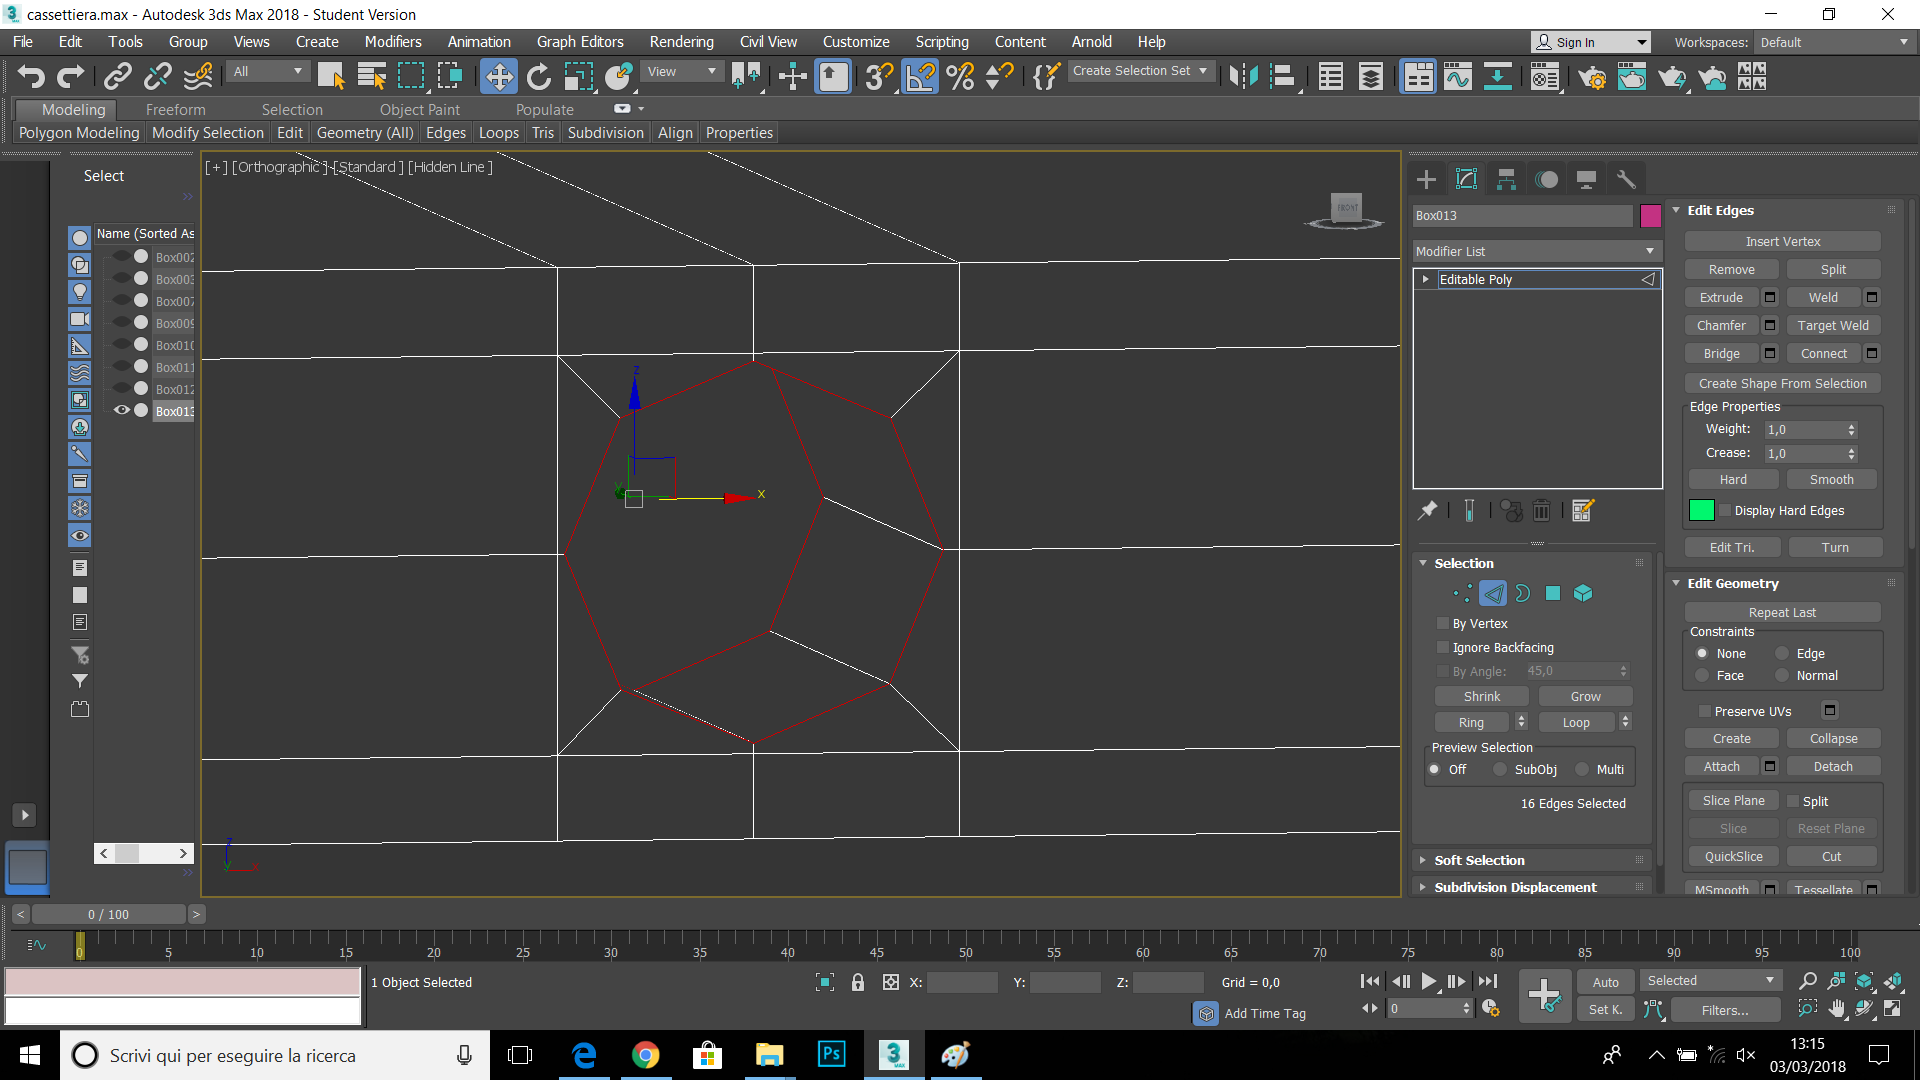 cassettiera.max - Autodesk 3ds Max 2018 - Student Version
File Edit Tools Group Views Create Modifiers Animation Graph Editors Rendering Civil View Customize Scripting Content Arnold Help
Sign In
Workspaces: Default
All
View
Create Selection Set
Modeling Freeform Selection Object Paint Populate
Polygon Modeling Modify Selection Edit Geometry (All) Edges Loops Tris Subdivision Align Properties
Select
Name (Sorted As
Box002
Box003
Box007
Box009
Box010
Box011
Box012
Box013
[ + ] [Orthographic ] [Standard ] [Hidden Line ]
FRONT
z
x
y
Box013
Modifier List
Editable Poly
Selection
By Vertex
Ignore Backfacing
By Angle: 45,0
Shrink Grow
Ring Loop
Preview Selection
Off SubObj Multi
16 Edges Selected
Soft Selection
Subdivision Displacement
Edit Edges
Insert Vertex
Remove Split
Extrude Weld
Chamfer Target Weld
Bridge Connect
Create Shape From Selection
Edge Properties
Weight: 1,0
Crease: 1,0
Hard Smooth
Display Hard Edges
Edit Tri. Turn
Edit Geometry
Repeat Last
Constraints
None Edge
Face Normal
Preserve UVs
Create Collapse
Attach Detach
Slice Plane Split
Slice Reset Plane
QuickSlice Cut
MSmooth Tessellate
0 / 100
0 5 10 15 20 25 30 35 40 45 50 55 60 65 70 75 80 85 90 95 100
1 Object Selected
X: Y: Z: Grid = 0,0
Add Time Tag
0
Auto Selected
Set K. Filters...
Scrivi qui per eseguire la ricerca
Ps
3
MAX
13:15
03/03/2018